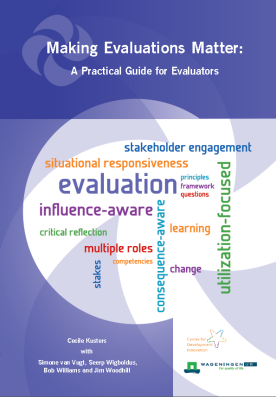 Making Evaluations Matter:
A Practical Guide for Evaluators
stakeholder engagement
situational responsiveness
principles
framework
questions
evaluation
utilization-focused
influence-aware
consequence-aware
learning
critical reflection
multiple roles
competencies
stakes
change
Cecile Kusters
with
Simone van Vugt, Seerp Wigboldus,
Bob Williams and Jim Woodhill
Centre for
Development
Innovation
WAGENINGEN UR
For quality of life